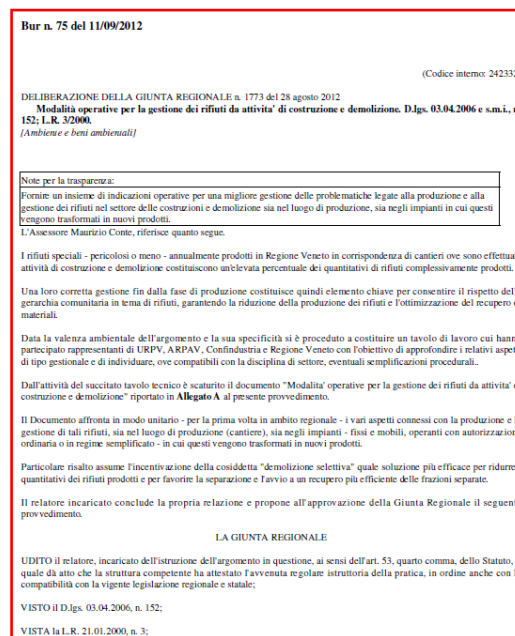 Bur n. 75 del 11/09/2012
(Codice interno: 242332
DELIBERAZIONE DELLA GIUNTA REGIONALE n. 1773 del 28 agosto 2012
Modalità operative per la gestione dei rifiuti da attivita' di costruzione e demolizione. D.lgs. 03.04.2006 e s.m.i., n
152; L.R. 3/2000.
[Ambiente e beni ambientali]
Note per la trasparenza:
Fornire un insieme di indicazioni operative per una migliore gestione delle problematiche legate alla produzione e alla
gestione dei rifiuti nel settore delle costruzioni e demolizione sia nel luogo di produzione, sia negli impianti in cui questi
vengono trasformati in nuovi prodotti.
L'Assessore Maurizio Conte, riferisce quanto segue.
I rifiuti speciali - pericolosi o meno - annualmente prodotti in Regione Veneto in corrispondenza di cantieri ove sono effettuat
attività di costruzione e demolizione costituiscono un'elevata percentuale dei quantitativi di rifiuti complessivamente prodotti.
Una loro corretta gestione fin dalla fase di produzione costituisce quindi elemento chiave per consentire il rispetto dell
gerarchia comunitaria in tema di rifiuti, garantendo la riduzione della produzione dei rifiuti e l'ottimizzazione del recupero d
materiali.
Data la valenza ambientale dell'argomento e la sua specificità si è proceduto a costituire un tavolo di lavoro cui hann
partecipato rappresentanti di URPV, ARPAV, Confindustria e Regione Veneto con l'obiettivo di approfondire i relativi aspet
di tipo gestionale e di individuare, ove compatibili con la disciplina di settore, eventuali semplificazioni procedurali..
Dall'attività del succitato tavolo tecnico è scaturito il documento "Modalita' operative per la gestione dei rifiuti da attivita' d
costruzione e demolizione" riportato in Allegato A al presente provvedimento.
Il Documento affronta in modo unitario - per la prima volta in ambito regionale - i vari aspetti connessi con la produzione e l
gestione di tali rifiuti, sia nel luogo di produzione (cantiere), sia negli impianti - fissi e mobili, operanti con autorizzazion
ordinaria o in regime semplificato - in cui questi vengono trasformati in nuovi prodotti.
Particolare risalto assume l'incentivazione della cosiddetta "demolizione selettiva" quale soluzione più efficace per ridurre
quantitativi dei rifiuti prodotti e per favorire la separazione e l'avvio a un recupero più efficiente delle frazioni separate.
Il relatore incaricato conclude la propria relazione e propone all'approvazione della Giunta Regionale il seguent
provvedimento.
LA GIUNTA REGIONALE
UDITO il relatore, incaricato dell'istruzione dell'argomento in questione, ai sensi dell'art. 53, quarto comma, dello Statuto,
quale dà atto che la struttura competente ha attestato l'avvenuta regolare istruttoria della pratica, in ordine anche con l
compatibilità con la vigente legislazione regionale e statale;
VISTO il D.lgs. 03.04.2006, n. 152;
VISTA la L.R. 21.01.2000, n. 3;